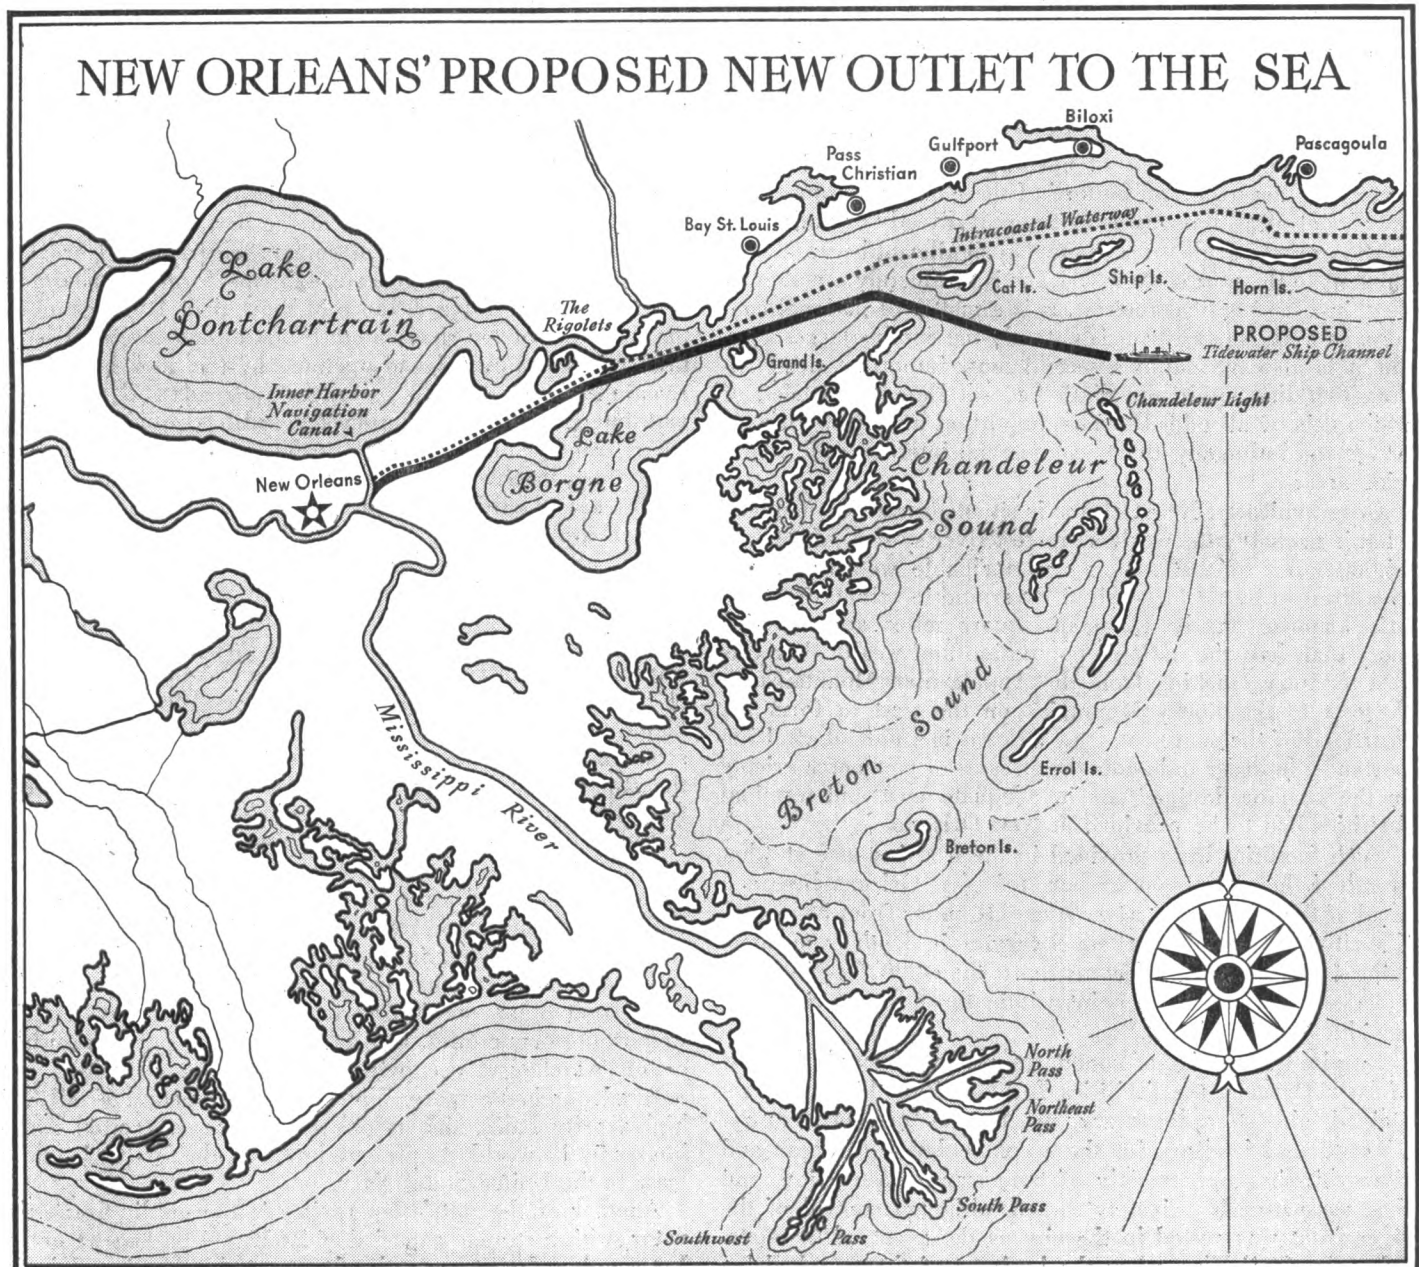 NEW ORLEANS' PROPOSED NEW OUTLET TO THE SEA
Biloxi
Gulfport
Pascagoula
Pass
Christian
Bay St. Louis
Intracoastal Waterway
Lake
Pontchartrain
Cat Is.
Ship Is.
Horn Is.
The
Rigolets
PROPOSED
Tidewater Ship Channel
Grand Is.
Inner Harbor
Navigation
Canal
Chandeleur Light
Lake
Borgne
New Orleans
Chandeleur
Sound
Mississippi
River
Breton
Sound
Errol Is.
Breton Is.
North
Pass
Northeast
Pass
South Pass
Southwest
Pass